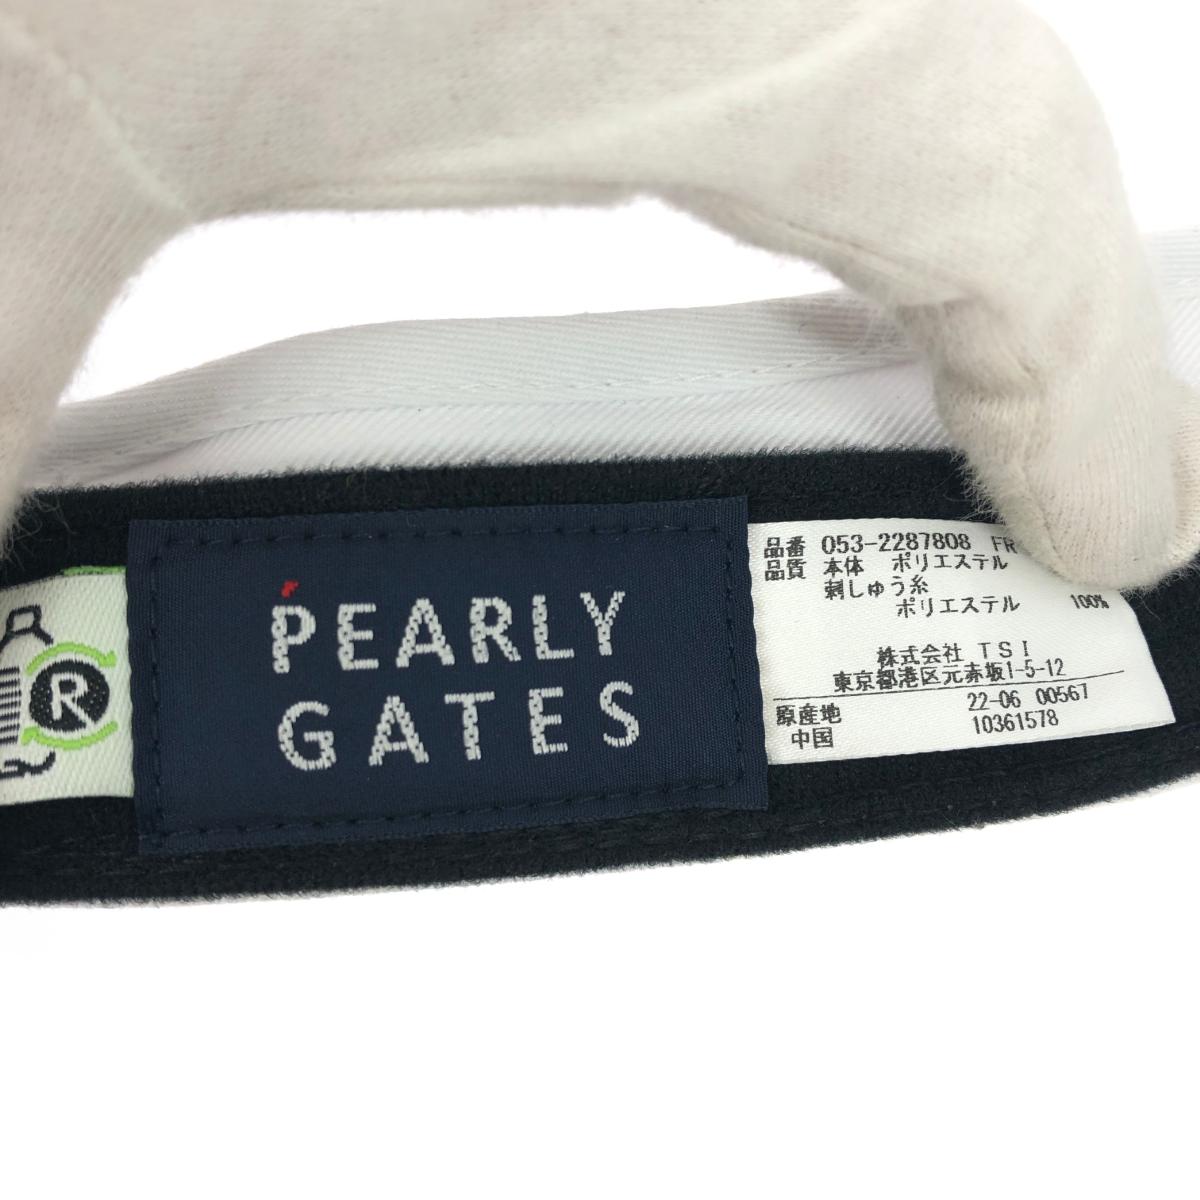 R
PEARLY
GATES
品番 053-2287808 FR
品質 本体 ポリエステル
刺しゅう糸
ポリエステル 100%
株式会社 TSI
東京都港区元赤坂1-5-12
22-06 00567
原産地 10361578
中国